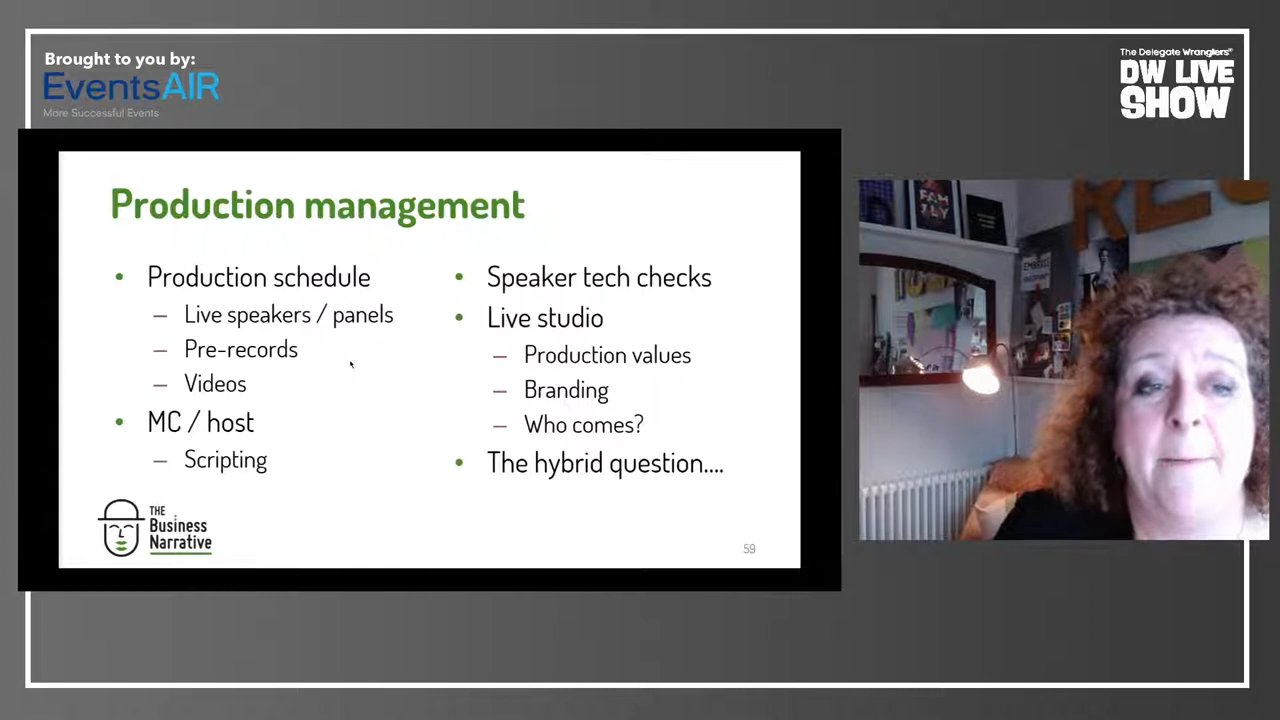 Brought to you by:
EventsAIR
More Successful Events
The Delegate Wranglers®
DW LIVE
SHOW
Production management
• Production schedule
– Live speakers / panels
– Pre-records
– Videos
• MC / host
– Scripting
• Speaker tech checks
• Live studio
– Production values
– Branding
– Who comes?
• The hybrid question....
THE
Business
Narrative
59